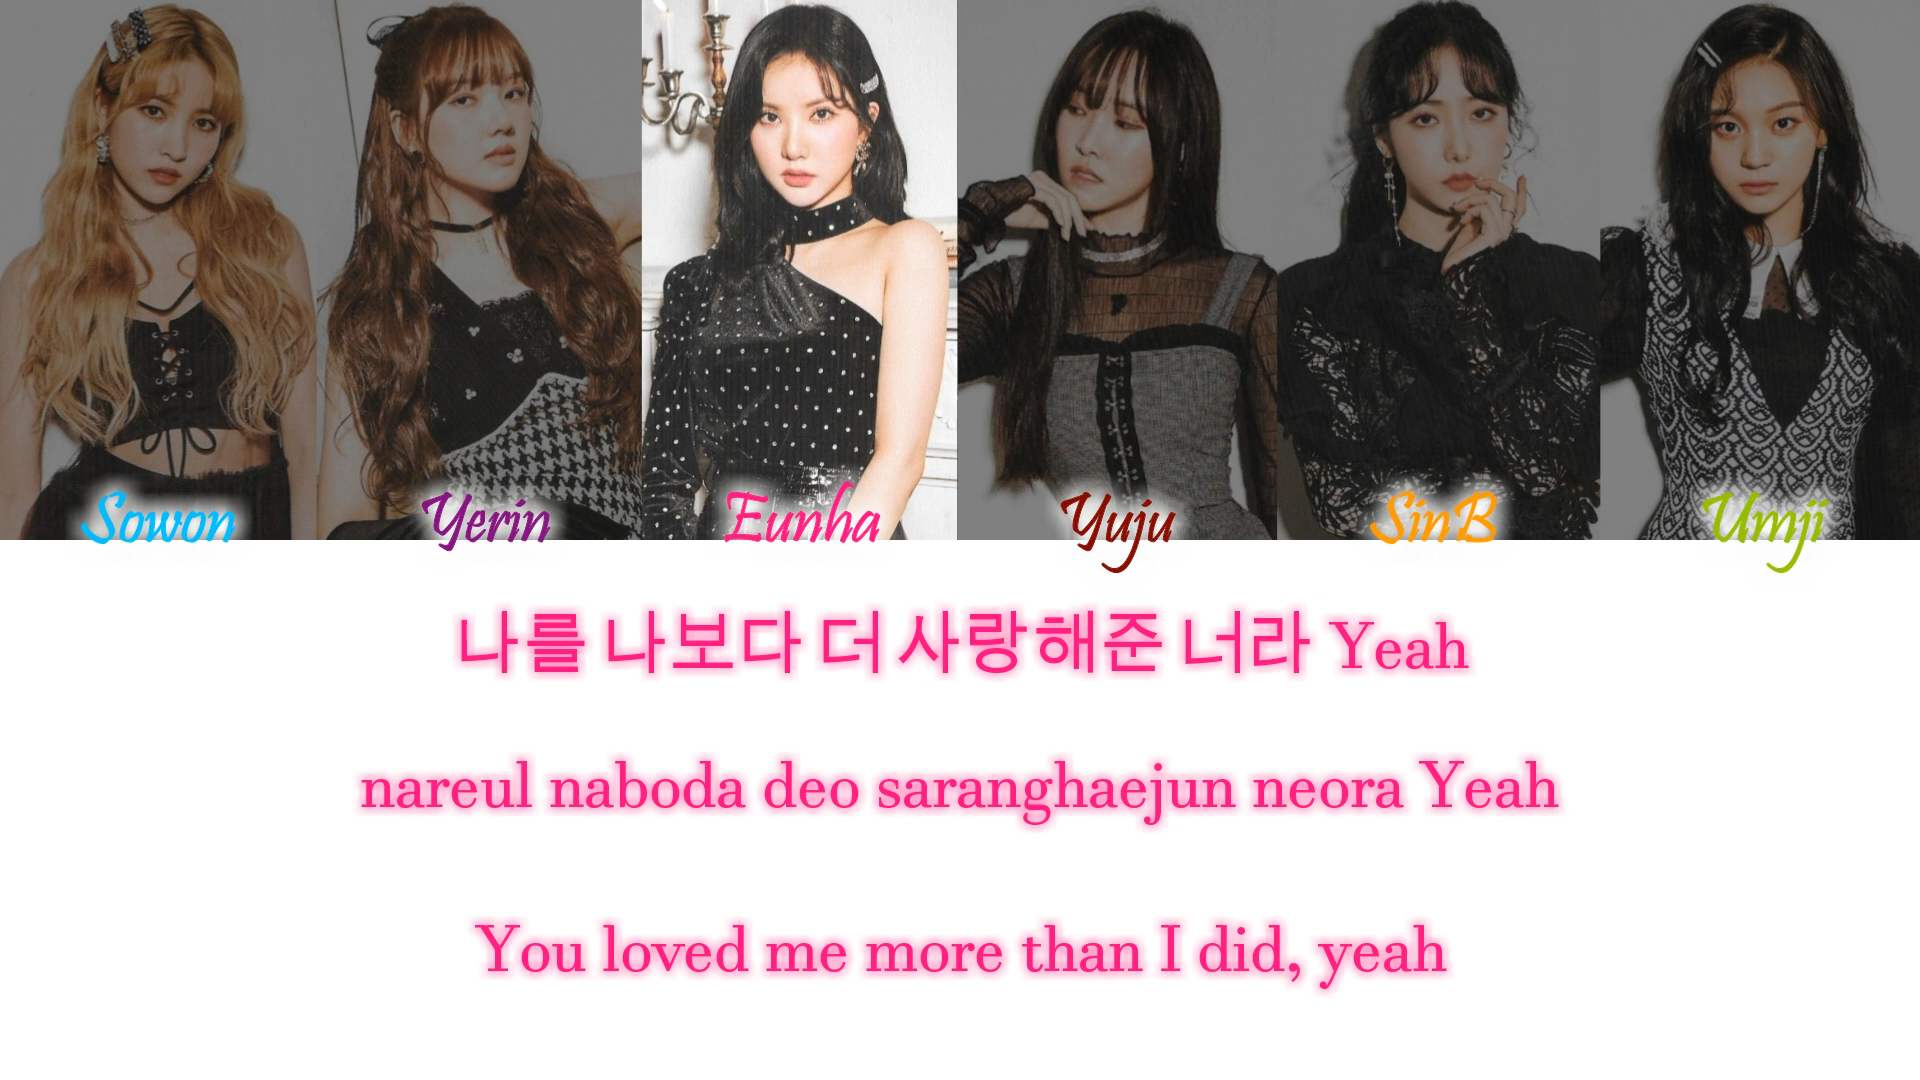 Sowon Yerin Eunha Yuju SinB Umji
나를 나보다 더 사랑해준 너라 Yeah
nareul naboda deo saranghaejun neora Yeah
You loved me more than I did, yeah